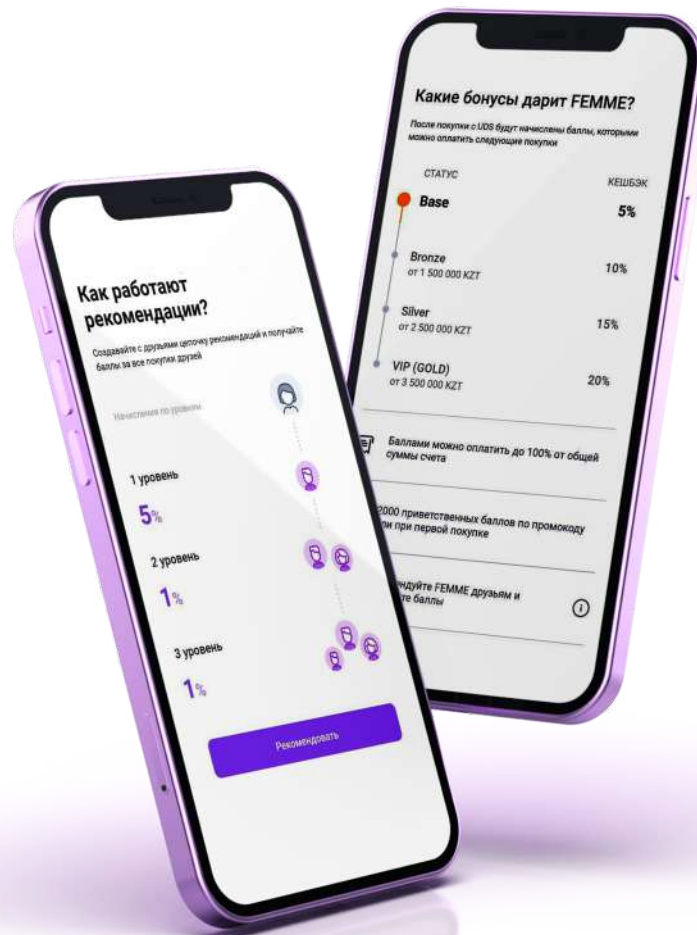 Как работают
рекомендации?
Создавайте с друзьями цепочку рекомендаций и получайте
баллы за все покупки друзей
Начисления по уровням
1 уровень
5%
2 уровень
1%
3 уровень
1%
Рекомендовать
Какие бонусы дарит FEMME?
После покупки с UDS будут начислены баллы, которыми
можно оплатить следующие покупки
СТАТУС КЕШБЭК
Base 5%
Bronze 10%
от 1 500 000 KZT
Silver 15%
от 2 500 000 KZT
VIP (GOLD) 20%
от 3 500 000 KZT
Баллами можно оплатить до 100% от общей
суммы счета
2000 приветственных баллов по промокоду
при первой покупке
FEMME друзьям и
баллы